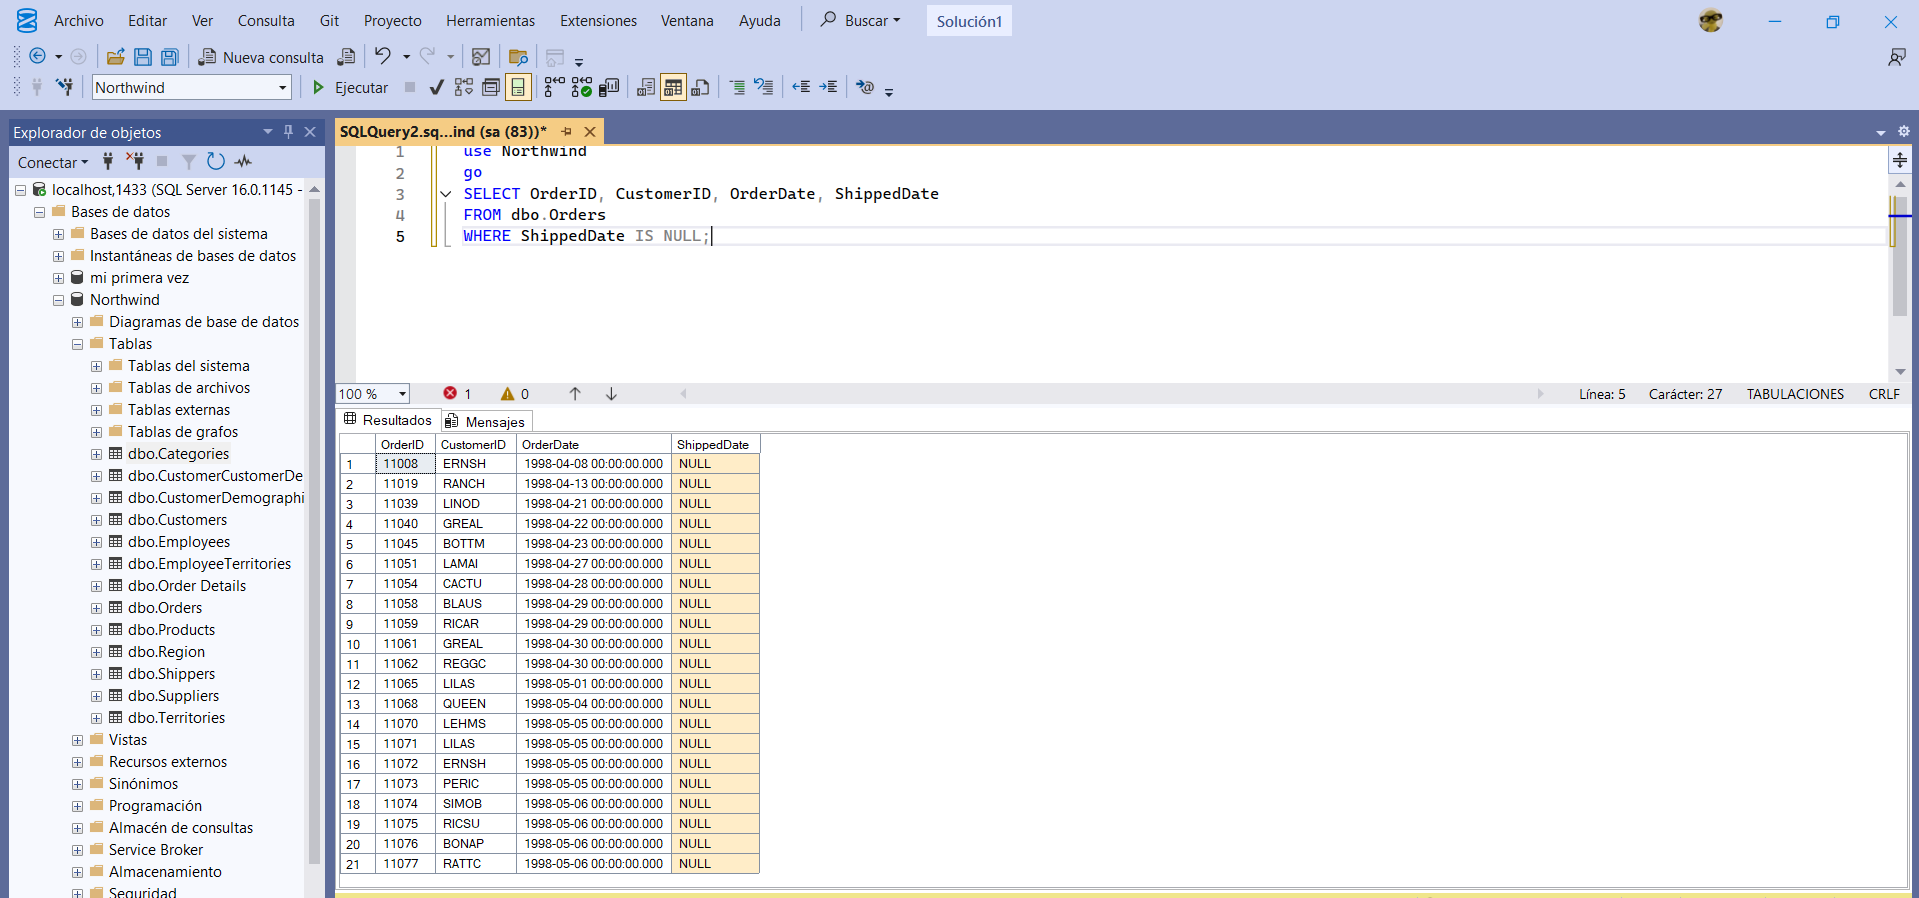 Archivo Editar Ver Consulta Git Proyecto Herramientas Extensiones Ventana Ayuda Buscar Solución1
Nueva consulta
Northwind Ejecutar
Explorador de objetos
Conectar
localhost,1433 (SQL Server 16.0.1145 -
Bases de datos
Bases de datos del sistema
Instantáneas de bases de datos
mi primera vez
Northwind
Diagramas de base de datos
Tablas
Tablas del sistema
Tablas de archivos
Tablas externas
Tablas de grafos
dbo.Categories
dbo.CustomerCustomerDe
dbo.CustomerDemographi
dbo.Customers
dbo.Employees
dbo.EmployeeTerritories
dbo.Order Details
dbo.Orders
dbo.Products
dbo.Region
dbo.Shippers
dbo.Suppliers
dbo.Territories
Vistas
Recursos externos
Sinónimos
Programación
Almacén de consultas
Service Broker
Almacenamiento
Seguridad
SQLQuery2.sq...ind (sa (83))*
1 use Northwind
2 go
3 SELECT OrderID, CustomerID, OrderDate, ShippedDate
4 FROM dbo.Orders
5 WHERE ShippedDate IS NULL;
100 % 1 0 Línea: 5 Carácter: 27 TABULACIONES CRLF
Resultados Mensajes
OrderID CustomerID OrderDate ShippedDate
1 11008 ERNSH 1998-04-08 00:00:00.000 NULL
2 11019 RANCH 1998-04-13 00:00:00.000 NULL
3 11039 LINOD 1998-04-21 00:00:00.000 NULL
4 11040 GREAL 1998-04-22 00:00:00.000 NULL
5 11045 BOTTM 1998-04-23 00:00:00.000 NULL
6 11051 LAMAI 1998-04-27 00:00:00.000 NULL
7 11054 CACTU 1998-04-28 00:00:00.000 NULL
8 11058 BLAUS 1998-04-29 00:00:00.000 NULL
9 11059 RICAR 1998-04-29 00:00:00.000 NULL
10 11061 GREAL 1998-04-30 00:00:00.000 NULL
11 11062 REGGC 1998-04-30 00:00:00.000 NULL
12 11065 LILAS 1998-05-01 00:00:00.000 NULL
13 11068 QUEEN 1998-05-04 00:00:00.000 NULL
14 11070 LEHMS 1998-05-05 00:00:00.000 NULL
15 11071 LILAS 1998-05-05 00:00:00.000 NULL
16 11072 ERNSH 1998-05-05 00:00:00.000 NULL
17 11073 PERIC 1998-05-05 00:00:00.000 NULL
18 11074 SIMOB 1998-05-06 00:00:00.000 NULL
19 11075 RICSU 1998-05-06 00:00:00.000 NULL
20 11076 BONAP 1998-05-06 00:00:00.000 NULL
21 11077 RATTC 1998-05-06 00:00:00.000 NULL